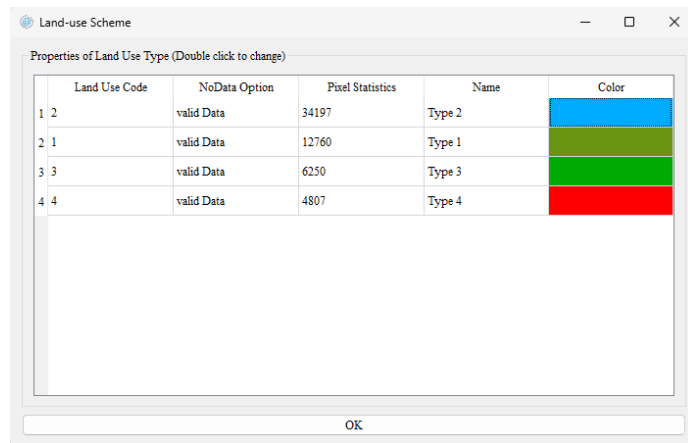 Land-use Scheme
Properties of Land Use Type (Double click to change)
Land Use Code NoData Option Pixel Statistics Name Color
1 2 valid Data 34197 Type 2
2 1 valid Data 12760 Type 1
3 3 valid Data 6250 Type 3
4 4 valid Data 4807 Type 4
OK